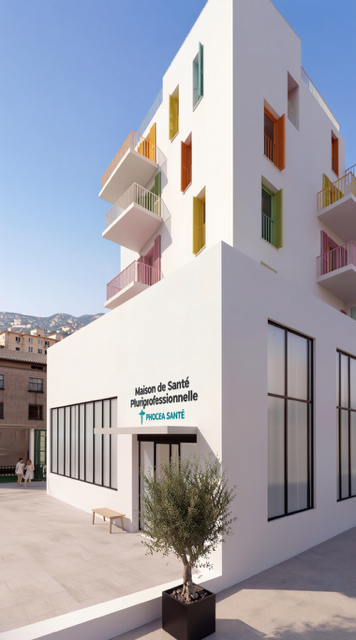 Maison de Santé
Pluriprofessionnelle
PHOCEA SANTÉ